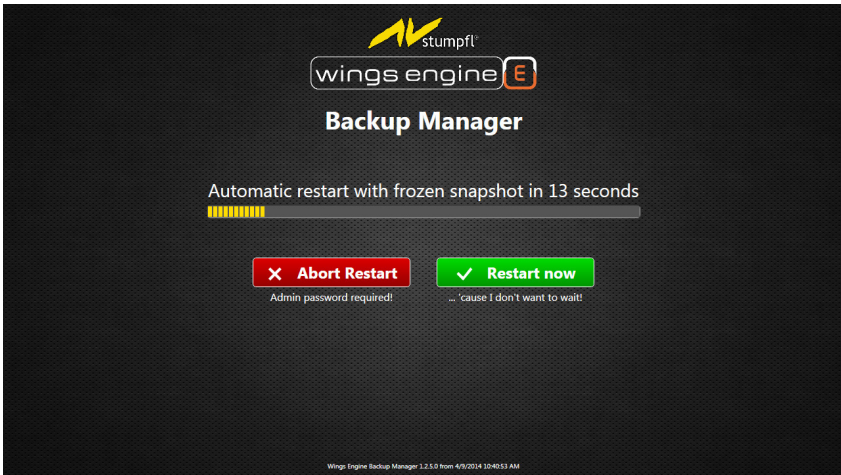 stumpfl®
wings engine E
Backup Manager
Automatic restart with frozen snapshot in 13 seconds
Abort Restart
Restart now
Admin password required!
... 'cause I don't want to wait!
Wings Engine Backup Manager 1.2.5.0 from 4/9/2014 10:40:53 AM